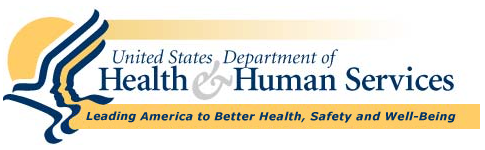 United States Department of
Health & Human Services
Leading America to Better Health, Safety and Well-Being